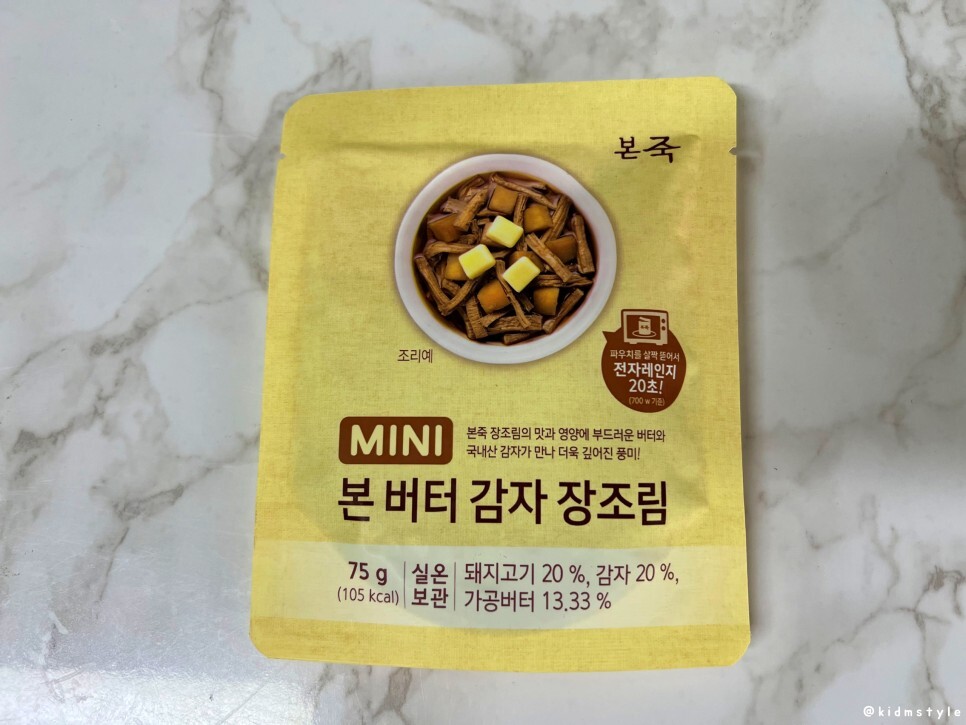 본죽
조리예
파우치를 살짝 뜯어서
전자레인지
20초!
(700 w 기준)
MINI
본죽 장조림의 맛과 영양에 부드러운 버터와
국내산 감자가 만나 더욱 깊어진 풍미!
본 버터 감자 장조림
75 g
(105 kcal)
실온
보관
돼지고기 20 %, 감자 20 %,
가공버터 13.33 %
@kidmstyle